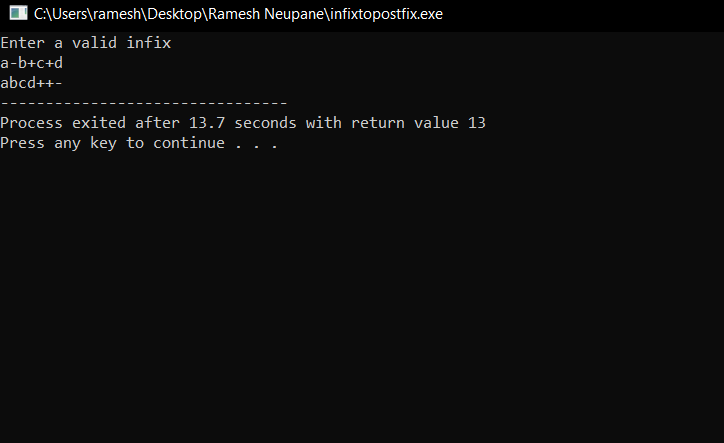 C:\Users\ramesh\Desktop\Ramesh Neupane\infixtopostfix.exe
Enter a valid infix
a-b+c+d
abcd++-
--------------------------------
Process exited after 13.7 seconds with return value 13
Press any key to continue . . .